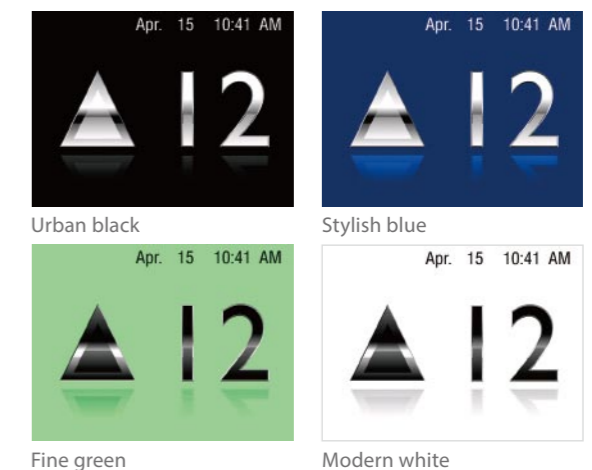 Apr. 15 10:41 AM
12
Urban black
Apr. 15 10:41 AM
12
Stylish blue
Apr. 15 10:41 AM
12
Fine green
Apr. 15 10:41 AM
12
Modern white